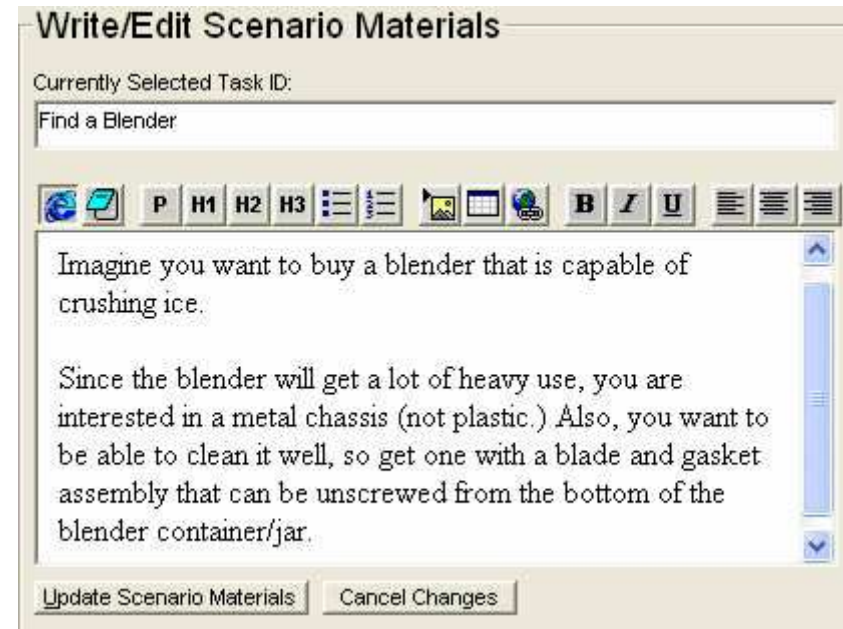 Write/Edit Scenario Materials
Currently Selected Task ID:
Find a Blender
P H1 H2 H3 B I U
Imagine you want to buy a blender that is capable of
crushing ice.
Since the blender will get a lot of heavy use, you are
interested in a metal chassis (not plastic.) Also, you want to
be able to clean it well, so get one with a blade and gasket
assembly that can be unscrewed from the bottom of the
blender container/jar.
Update Scenario Materials Cancel Changes